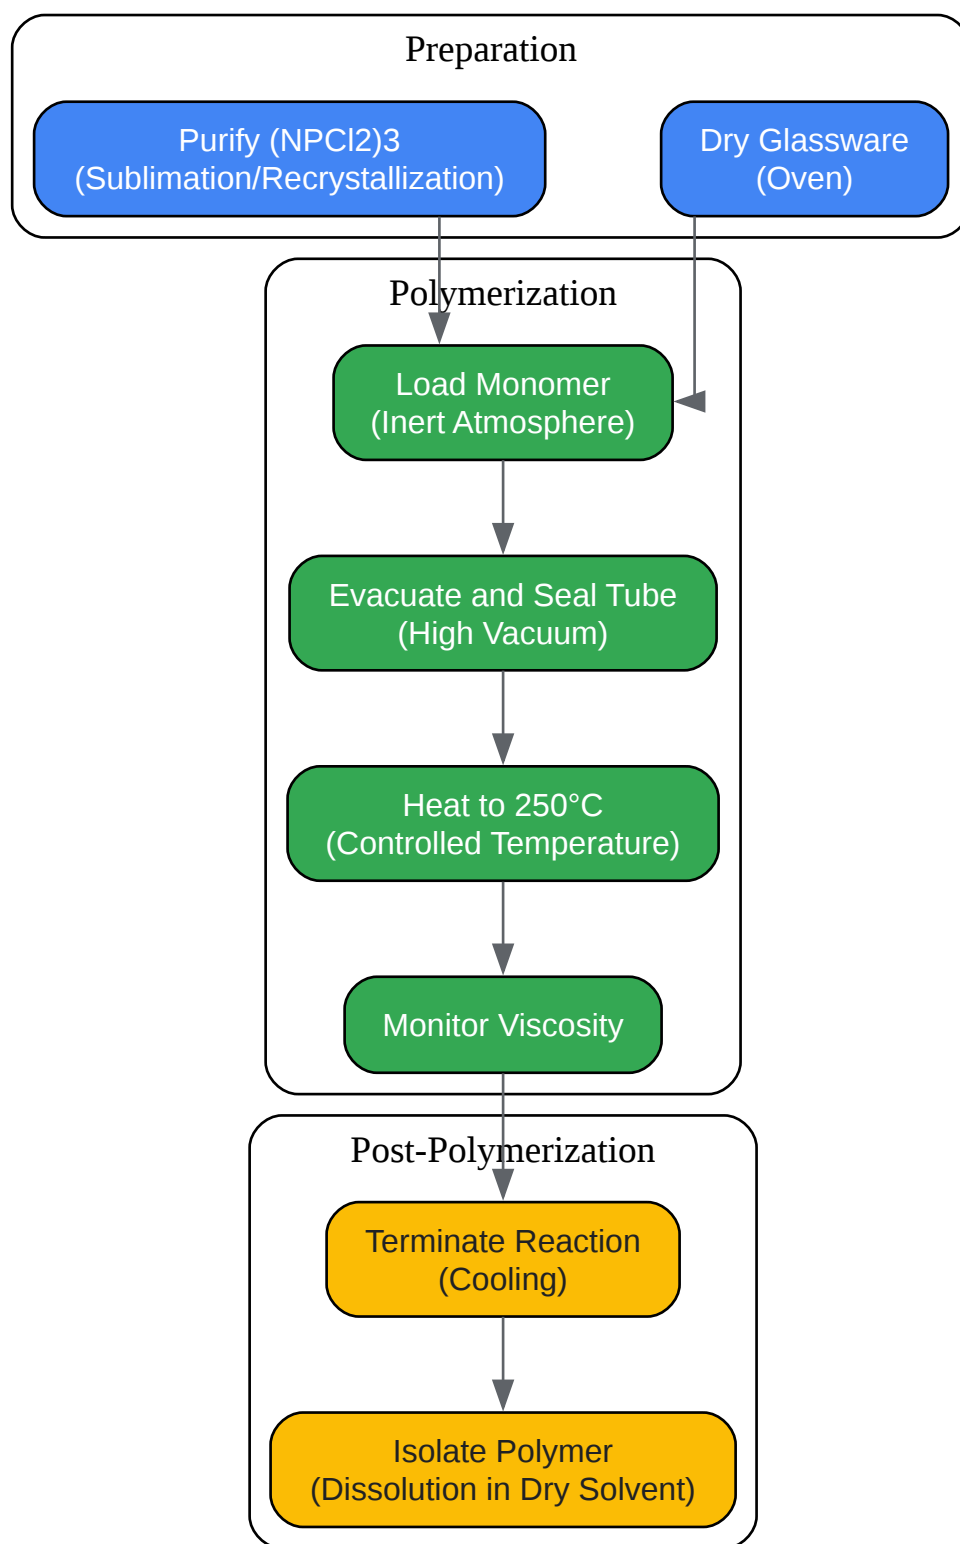 Preparation
Purify (NPCl2)3
(Sublimation/Recrystallization)
Dry Glassware
(Oven)
Polymerization
Load Monomer
(Inert Atmosphere)
Evacuate and Seal Tube
(High Vacuum)
Heat to 250°C
(Controlled Temperature)
Monitor Viscosity
Post-Polymerization
Terminate Reaction
(Cooling)
Isolate Polymer
(Dissolution in Dry Solvent)